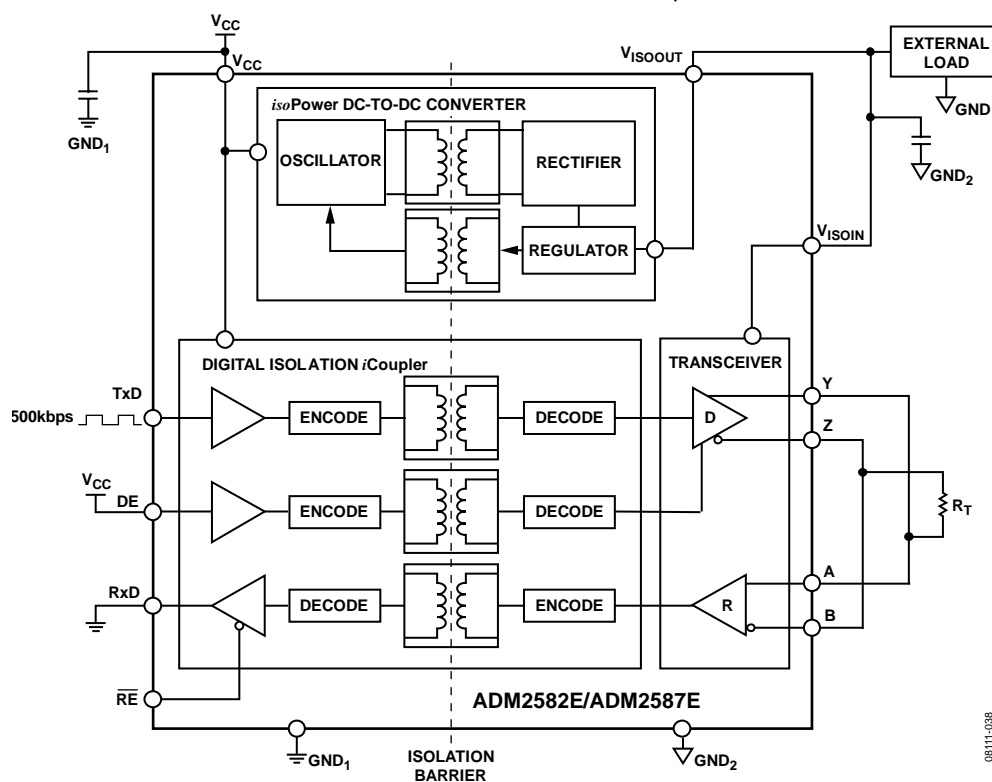 VCC
VCC
VISOOUT
EXTERNAL
LOAD
GND
GND1
isoPower DC-TO-DC CONVERTER
OSCILLATOR
RECTIFIER
GND2
REGULATOR
VISOIN
DIGITAL ISOLATION iCoupler
TRANSCEIVER
500kbps
TxD
ENCODE
DECODE
D
Y
Z
VCC
DE
ENCODE
DECODE
RT
RxD
DECODE
ENCODE
R
A
B
RE
ADM2582E/ADM2587E
GND1
ISOLATION
BARRIER
GND2
08111-038